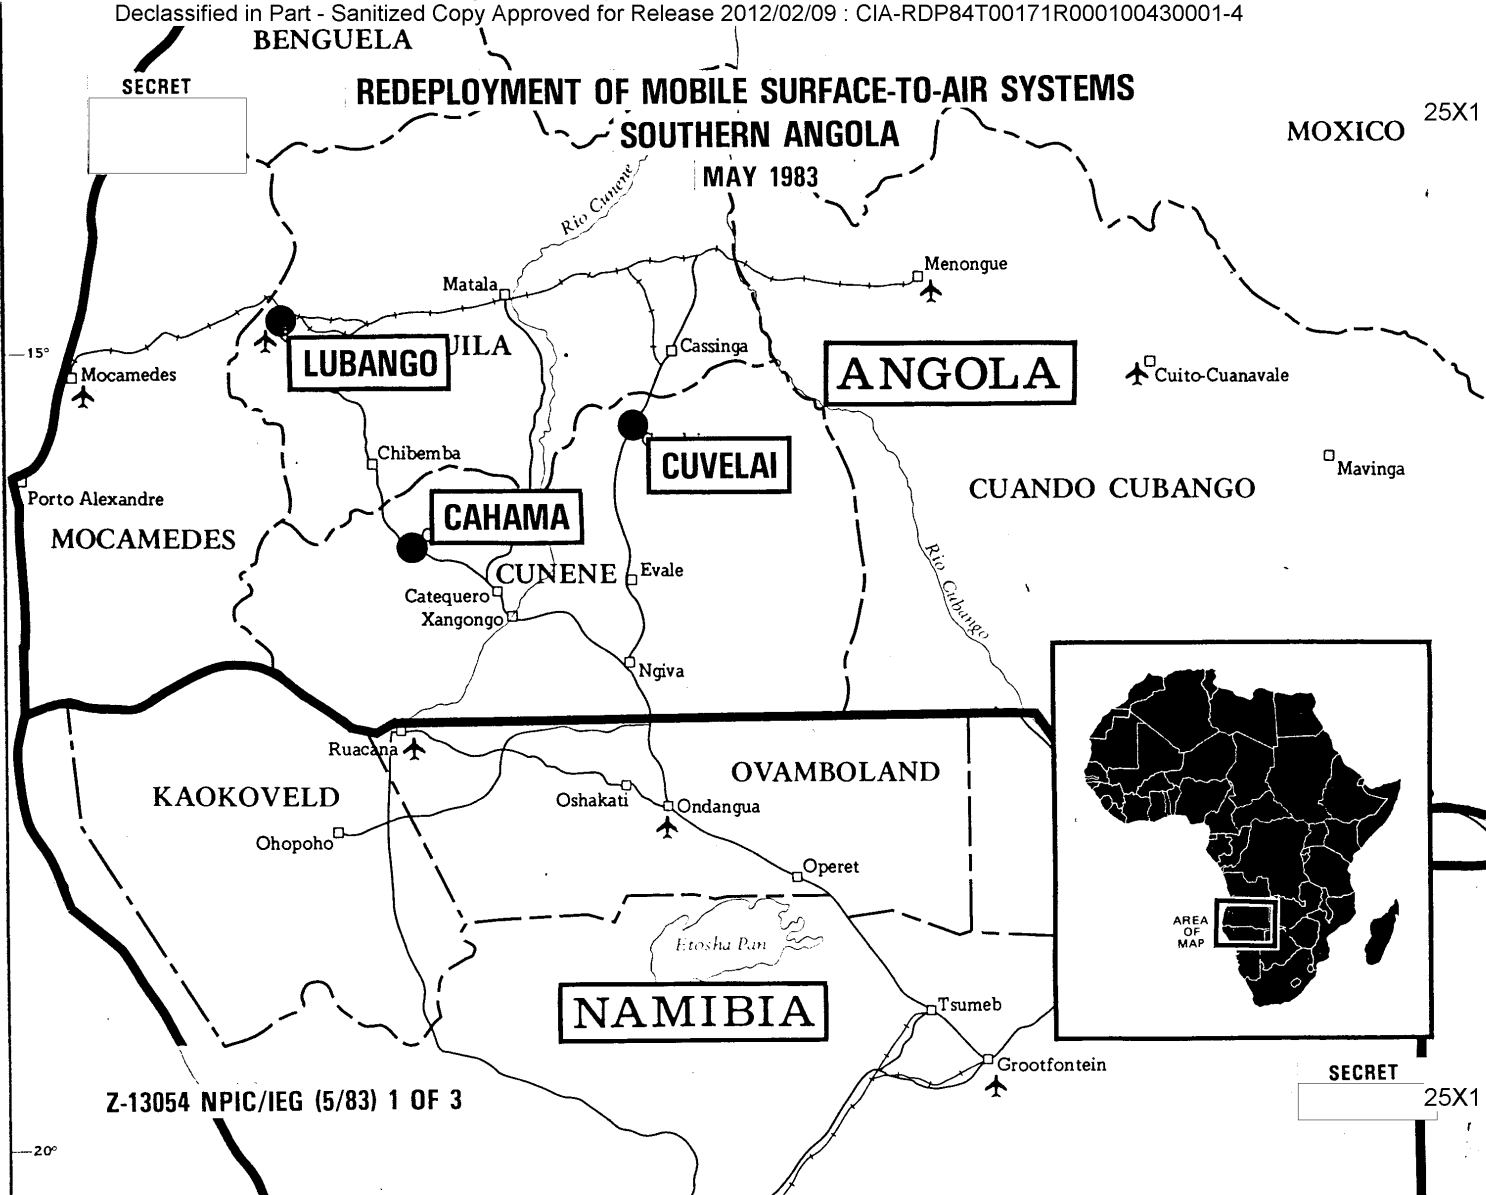 Declassified in Part - Sanitized Copy Approved for Release 2012/02/09 : CIA-RDP84T00171R000100430001-4
BENGUELA
SECRET
REDEPLOYMENT OF MOBILE SURFACE-TO-AIR SYSTEMS
SOUTHERN ANGOLA
MAY 1983
25X1
MOXICO
Rio Cunene
Menongue
Matala
15°
LUBANGO
UILA
Cassinga
ANGOLA
Mocamedes
Cuito-Cuanavale
Chibemba
CUVELAI
Mavinga
Porto Alexandre
CUANDO CUBANGO
CAHAMA
MOCAMEDES
Rio Cubango
CUNENE
Evale
Catequero
Xangongo
Ngiva
Ruacana
OVAMBOLAND
KAOKOVELD
Oshakati
Ondangua
Ohopoho
Operet
AREA
OF
MAP
Etosha Pan
NAMIBIA
Tsumeb
Grootfontein
SECRET
Z-13054 NPIC/IEG (5/83) 1 OF 3
25X1
20°